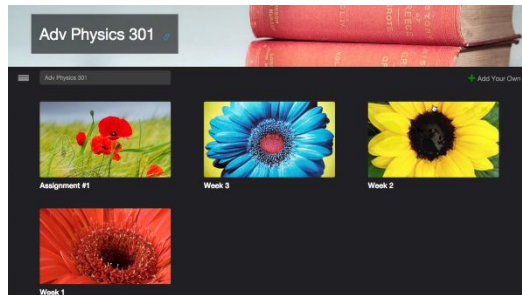 Adv Physics 301
Adv Physics 301
+ Add Your Own
Assignment #1
Week 3
Week 2
Week 1